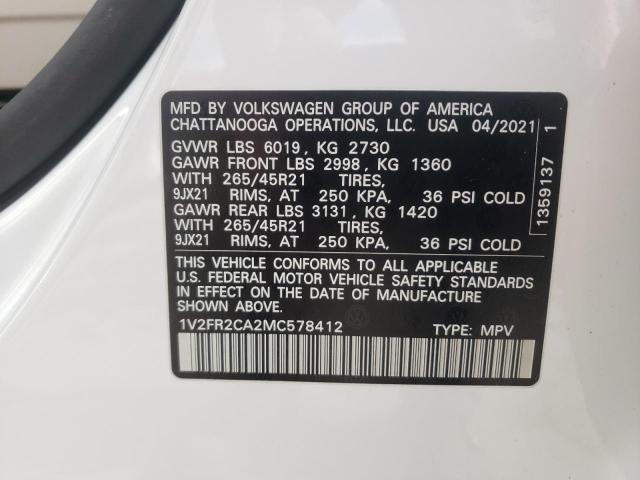 MFD BY VOLKSWAGEN GROUP OF AMERICA
CHATTANOOGA OPERATIONS, LLC. USA 04/2021
GVWR LBS 6019, KG 2730
GAWR FRONT LBS 2998, KG 1360
WITH 265/45R21 TIRES,
9JX21 RIMS, AT 250 KPA, 36 PSI COLD
GAWR REAR LBS 3131, KG 1420
WITH 265/45R21 TIRES,
9JX21 RIMS, AT 250 KPA, 36 PSI COLD
THIS VEHICLE CONFORMS TO ALL APPLICABLE
U.S. FEDERAL MOTOR VEHICLE SAFETY STANDARDS
IN EFFECT ON THE DATE OF MANUFACTURE
SHOWN ABOVE.
1V2FR2CA2MC578412 TYPE: MPV
1359137 1